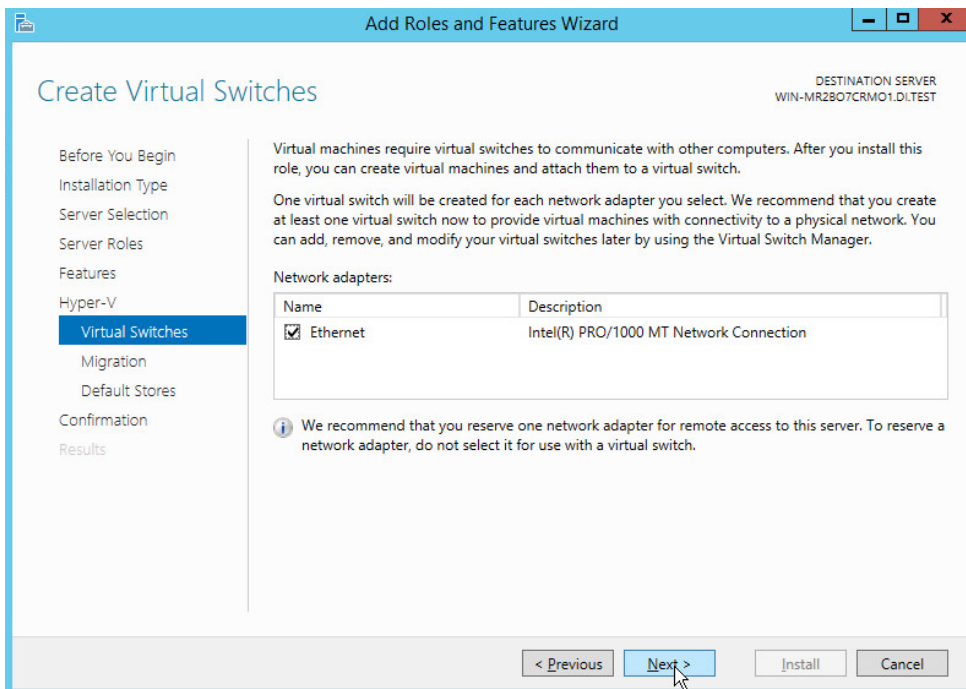 Add Roles and Features Wizard
Create Virtual Switches
DESTINATION SERVER
WIN-MR2BO7CRMO1.DI.TEST
Before You Begin
Installation Type
Server Selection
Server Roles
Features
Hyper-V
Virtual Switches
Migration
Default Stores
Confirmation
Results
Virtual machines require virtual switches to communicate with other computers. After you install this
role, you can create virtual machines and attach them to a virtual switch.
One virtual switch will be created for each network adapter you select. We recommend that you create
at least one virtual switch now to provide virtual machines with connectivity to a physical network. You
can add, remove, and modify your virtual switches later by using the Virtual Switch Manager.
Network adapters:
Name Description
Ethernet Intel(R) PRO/1000 MT Network Connection
We recommend that you reserve one network adapter for remote access to this server. To reserve a
network adapter, do not select it for use with a virtual switch.
< Previous Next > Install Cancel